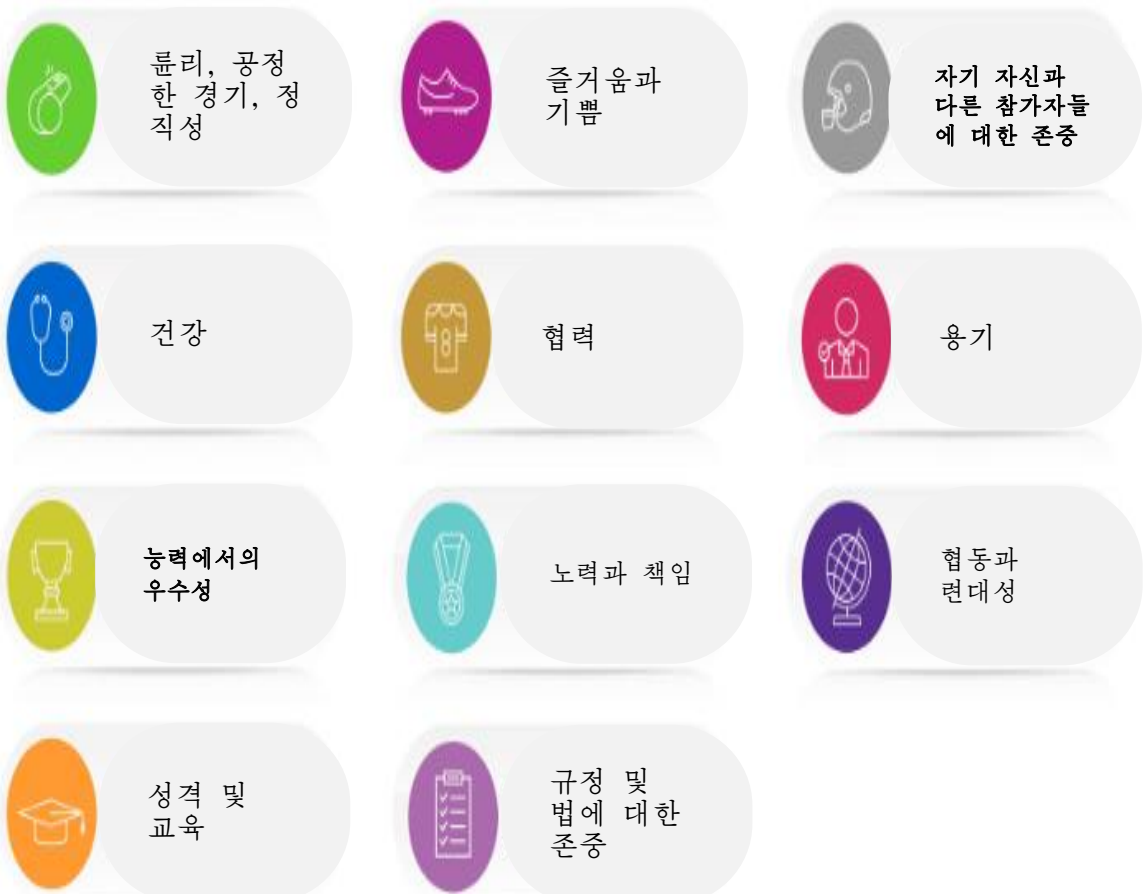 륜리, 공정
한 경기, 정
직성
즐거움과
기쁨
자기 자신과
다른 참가자들
에 대한 존중
건강
협력
8
용기
능력에서의
우수성
노력과 책임
협동과
련대성
성격 및
교육
규정 및
법에 대한
존중